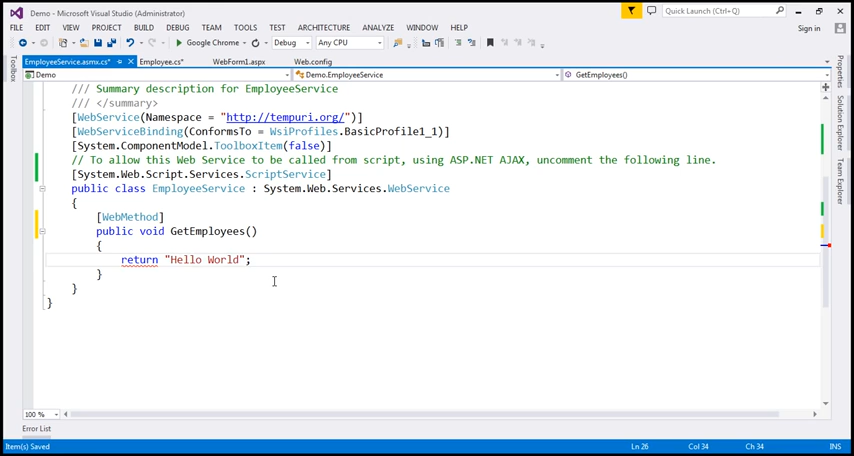 Demo - Microsoft Visual Studio (Administrator)
Quick Launch (Ctrl+Q)
FILE EDIT VIEW PROJECT BUILD DEBUG TEAM TOOLS TEST ARCHITECTURE ANALYZE WINDOW HELP
Sign in
Google Chrome Debug Any CPU
EmployeeService.asmx.cs* Employee.cs* WebForm1.aspx Web.config
Demo Demo.EmployeeService GetEmployees()
/// Summary description for EmployeeService
/// </summary>
[WebService(Namespace = "http://tempuri.org/")]
[WebServiceBinding(ConformsTo = WsiProfiles.BasicProfile1_1)]
[System.ComponentModel.ToolboxItem(false)]
// To allow this Web Service to be called from script, using ASP.NET AJAX, uncomment the following line.
[System.Web.Script.Services.ScriptService]
public class EmployeeService : System.Web.Services.WebService
{
[WebMethod]
public void GetEmployees()
{
return "Hello World";
}
}
}
Toolbox
Properties
Solution Explorer
Team Explorer
100 %
Error List
Item(s) Saved Ln 26 Col 34 Ch 34 INS